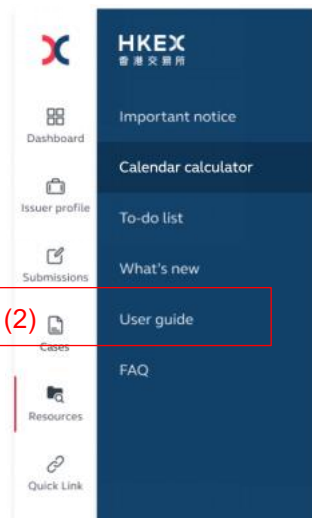 HKEX
香港交易所
Dashboard
Issuer profile
Submissions
(2)
Cases
Resources
Quick Link
Important notice
Calendar calculator
To-do list
What's new
User guide
FAQ